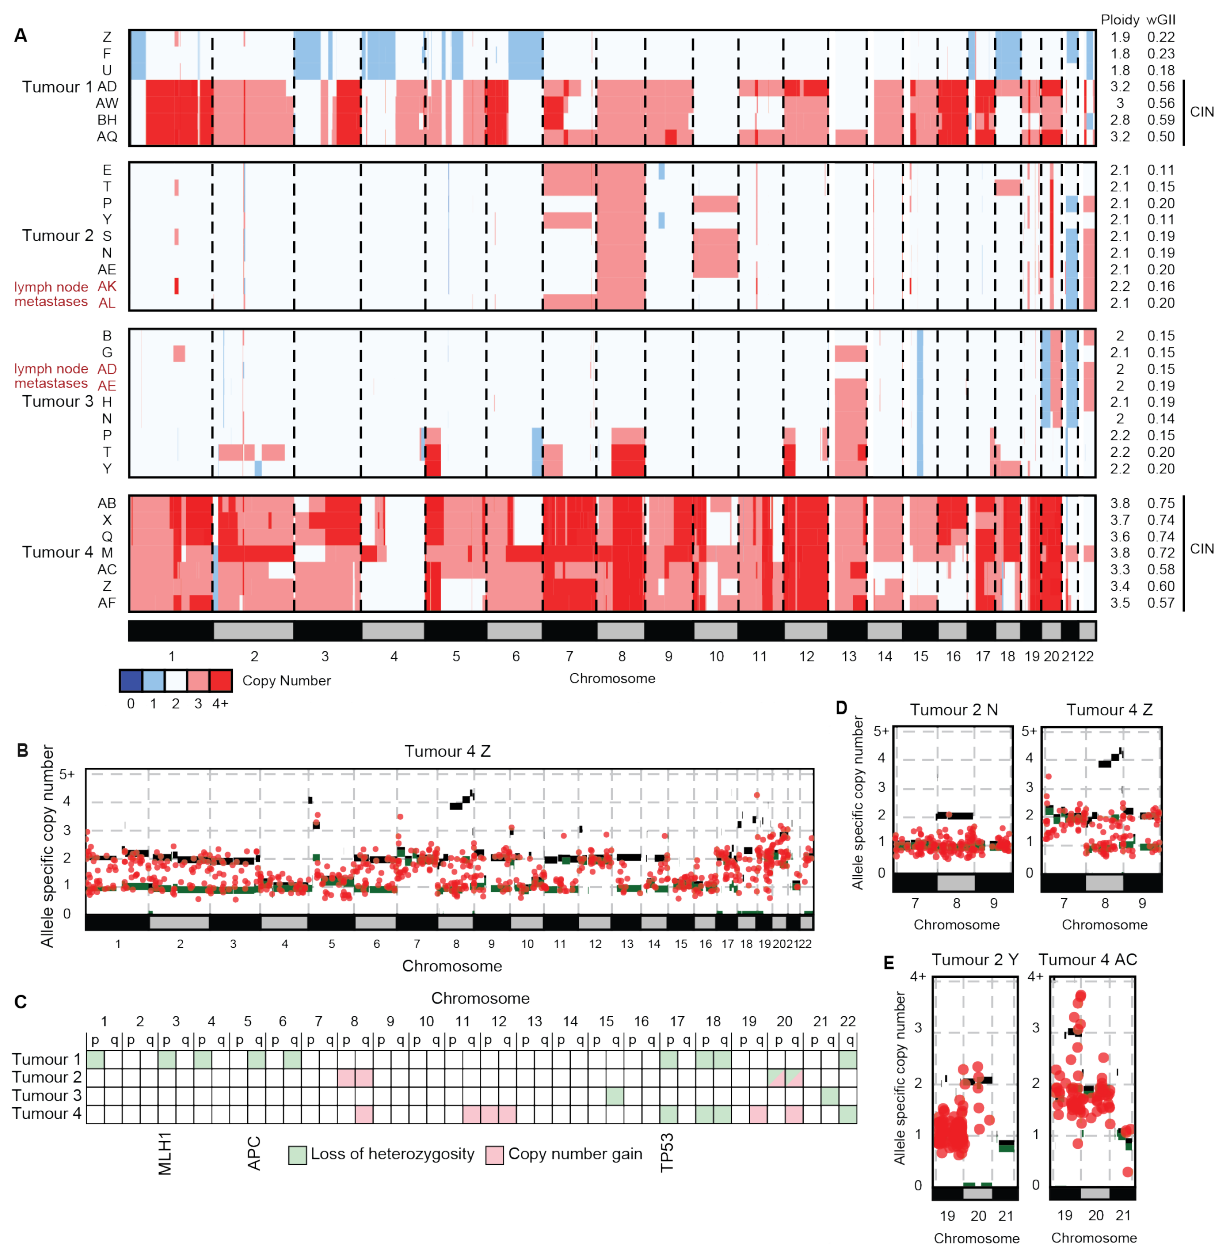 A
Ploidy wGII
Tumour 1
Z 1.9 0.22
F 1.8 0.23
U 1.8 0.18
AD 3.2 0.56
AW 3 0.56
BH 2.8 0.59
AQ 3.2 0.50
CIN
Tumour 2
E 2.1 0.11
T 2.1 0.15
P 2.1 0.20
Y 2.1 0.11
S 2.1 0.19
N 2.1 0.19
AE 2.1 0.20
lymph node
metastases
AK 2.2 0.16
AL 2.1 0.20
B 2 0.15
G 2.1 0.15
lymph node
metastases
AD 2 0.15
AE 2 0.19
Tumour 3
H 2.1 0.19
N 2 0.14
P 2.2 0.15
T 2.2 0.20
Y 2.2 0.20
Tumour 4
AB 3.8 0.75
X 3.7 0.74
Q 3.6 0.74
M 3.8 0.72
AC 3.3 0.58
Z 3.4 0.60
AF 3.5 0.57
CIN
1 2 3 4 5 6 7 8 9 10 11 12 13 14 15 16 17 18 19 20 21 22
Chromosome
Copy Number
0 1 2 3 4+
B
Tumour 4 Z
Allele specific copy number
5+
4
3
2
1
0
1 2 3 4 5 6 7 8 9 10 11 12 13 14 15 16 17 18 19 20 21 22
Chromosome
C
Chromosome
1 2 3 4 5 6 7 8 9 10 11 12 13 14 15 16 17 18 19 20 21 22
p q p q p q p q p q p q p q p q p q p q p q p q q q q p q p q p q p q p q q q
Tumour 1
Tumour 2
Tumour 3
Tumour 4
MLH1
APC
TP53
Loss of heterozygosity
Copy number gain
D
Tumour 2 N
Tumour 4 Z
Allele specific copy number
5+
4
3
2
1
0
5+
4
3
2
1
0
7 8 9
7 8 9
Chromosome
Chromosome
E
Tumour 2 Y
Tumour 4 AC
Allele specific copy number
4+
3
2
1
0
4+
3
2
1
0
19 20 21
19 20 21
Chromosome
Chromosome